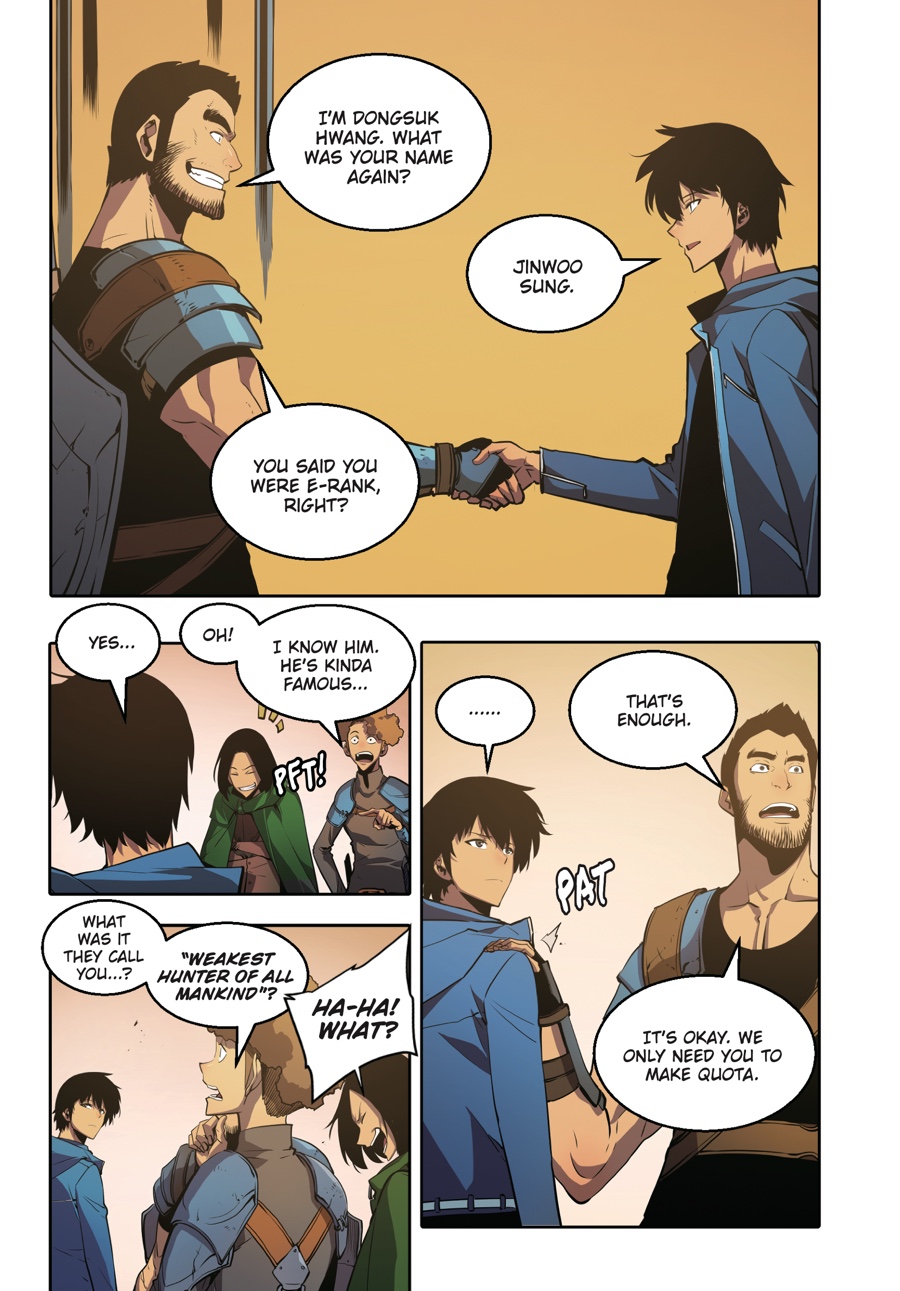 I'M DONGSUK
HWANG. WHAT
WAS YOUR NAME
AGAIN?
JINWOO
SUNG.
YOU SAID YOU
WERE E-RANK,
RIGHT?
YES...
OH!
I KNOW HIM.
HE'S KINDA
FAMOUS...
PFT!
WHAT
WAS IT
THEY CALL
YOU...?
"WEAKEST
HUNTER OF ALL
MANKIND"?
HA-HA!
WHAT?
......
THAT'S
ENOUGH.
PAT
IT'S OKAY. WE
ONLY NEED YOU TO
MAKE QUOTA.